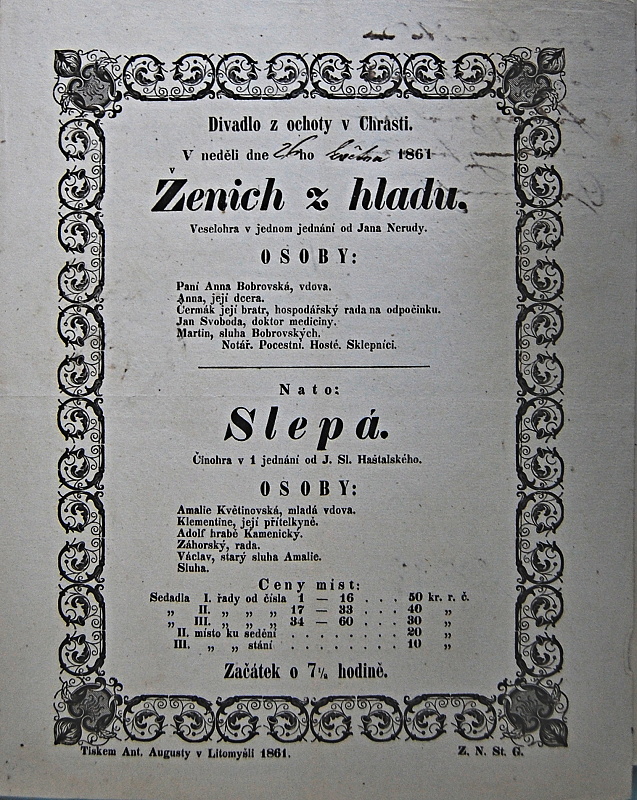 Divadlo z ochoty v Chrásti.
V neděli dne 26ho května 1861
Ženich z hladu.
Veselohra v jednom jednání od Jana Nerudy.
OSOBY:
Paní Anna Bobrovská, vdova.
Anna, její dcera.
Čermák její bratr, hospodářský rada na odpočinku.
Jan Svoboda, doktor mediciny.
Martin, sluha Bobrovských.
Notář. Pocestní. Hosté. Sklepníci.
Nato:
Slepá.
Činohra v 1 jednání od J. Sl. Haštalského.
OSOBY:
Amalie Květinovská, mladá vdova.
Klementine, její přítelkyně.
Adolf hrabě Kamenický.
Záhorský, rada.
Václav, starý sluha Amalie.
Sluha.
Ceny míst:
Sedadla I. řady od čísla 1 — 16 . . . 50 kr. r. č.
„ II. „ „ „ 17 — 33 . . . 40 „
„ III. „ „ „ 34 — 60 . . . 30 „
II. místo ku sedění . . . . . . . . . 20 „
III. „ „ stání . . . . . . . . . 10 „
Začátek o hodině.
Tiskem Ant. Augusty v Litomyšli 1861.
Z. N. St. G.